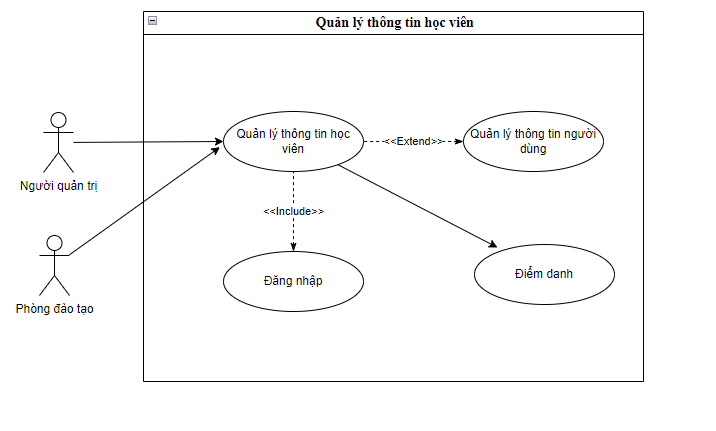 Quản lý thông tin học viên
Quản lý thông tin học
viên
<<Extend>>
Quản lý thông tin người
dùng
Người quản trị
<<Include>>
Phòng đào tạo
Đăng nhập
Điểm danh